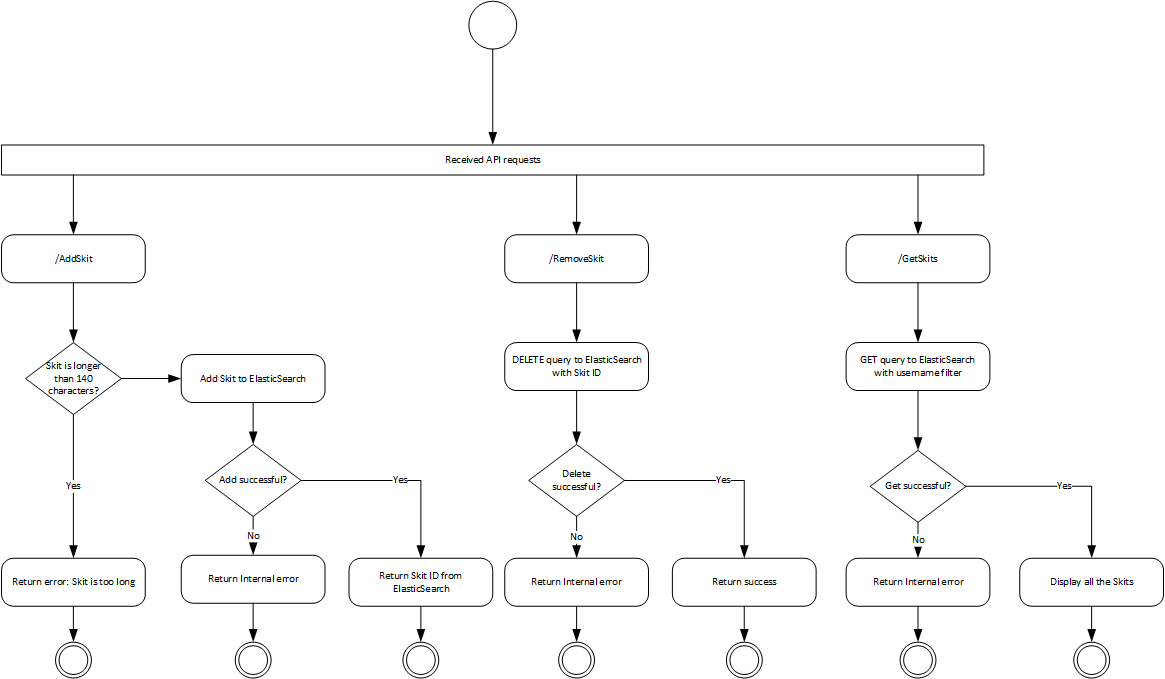 Received API requests
/AddSkit
/RemoveSkit
/GetSkits
Skit is longer
than 140
characters?
Add Skit to ElasticSearch
DELETE query to ElasticSearch
with Skit ID
GET query to ElasticSearch
with username filter
Yes
Add successful?
Yes
No
Delete
successful?
Yes
No
Get successful?
Yes
No
Return error: Skit is too long
Return Internal error
Return Skit ID from
ElasticSearch
Return Internal error
Return success
Return Internal error
Display all the Skits